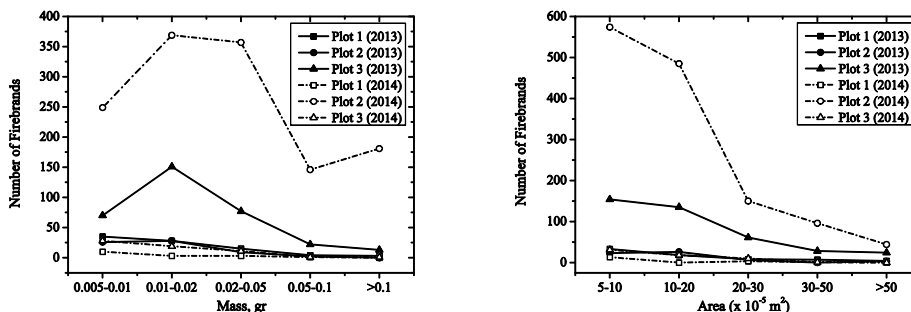 400
350
300
250
200
150
100
50
0
Number of Firebrands
Plot 1 (2013)
Plot 2 (2013)
Plot 3 (2013)
Plot 1 (2014)
Plot 2 (2014)
Plot 3 (2014)
0.005-0.01 0.01-0.02 0.02-0.05 0.05-0.1 >0.1
Mass, gr
600
500
400
300
200
100
0
Number of Firebrands
Plot 1 (2013)
Plot 2 (2013)
Plot 3 (2013)
Plot 1 (2014)
Plot 2 (2014)
Plot 3 (2014)
5-10 10-20 20-30 30-50 >50
Area (x 10⁻⁵ m²)